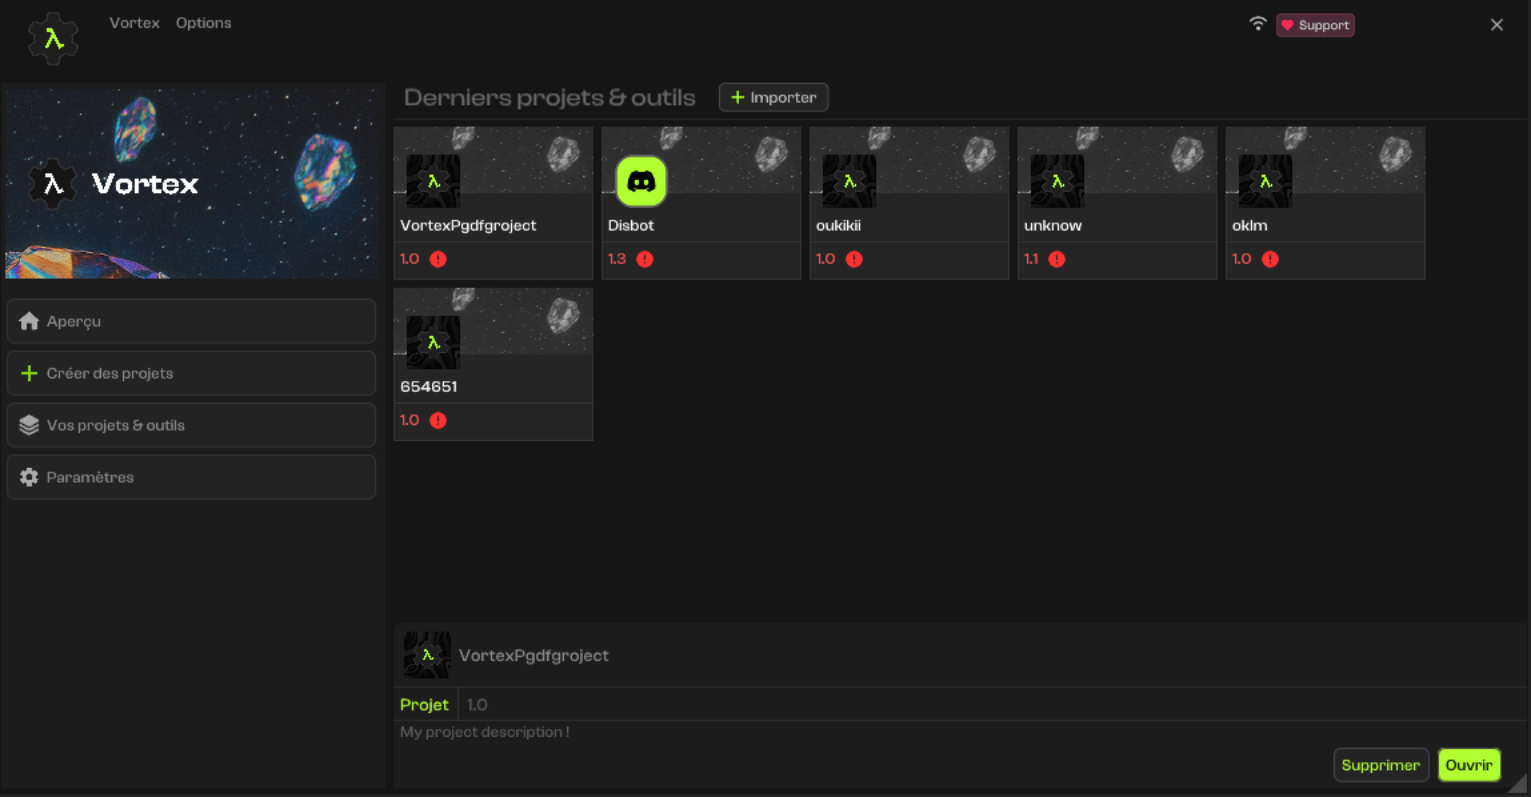 Vortex Options
Support
Vortex
Aperçu
Créer des projets
Vos projets & outils
Paramètres
Derniers projets & outils
Importer
VortexPgdfgroject
1.0
Disbot
1.3
oukikii
1.0
unknow
1.1
oklm
1.0
654651
1.0
VortexPgdfgroject
Projet 1.0
My project description !
Supprimer Ouvrir